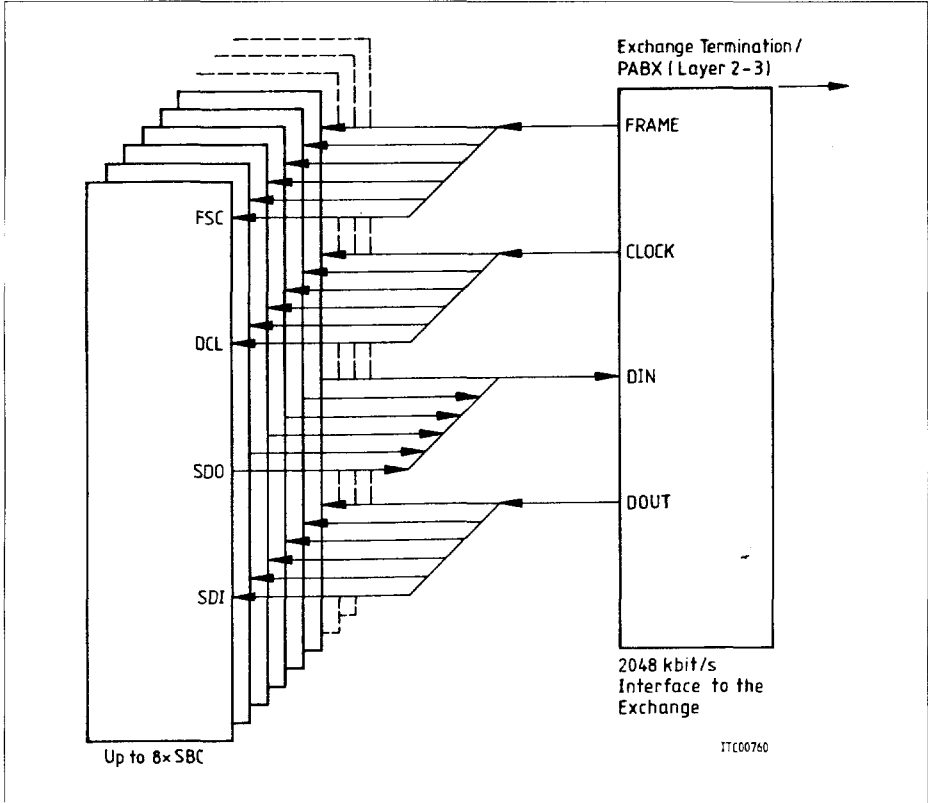 Exchange Termination/
PABX (Layer 2-3)
FRAME
FSC
CLOCK
DCL
DIN
SDO
DOUT
SDI
2048 kbit/s
Interface to the
Exchange
Up to 8x SBC
ITC00760